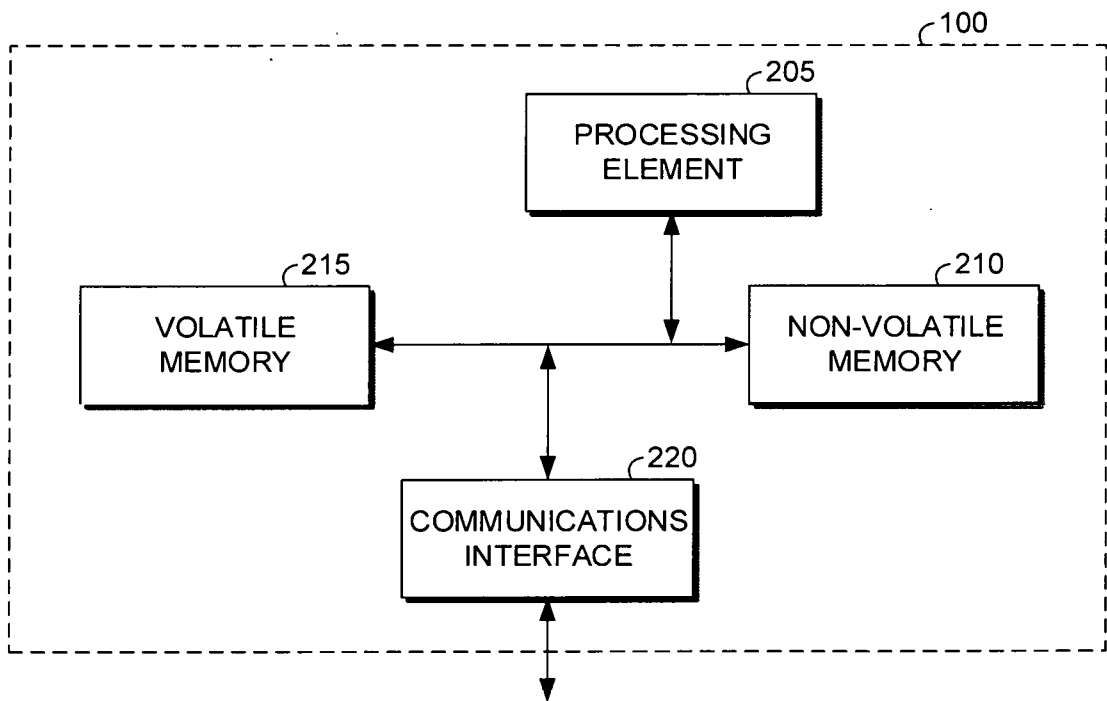 100
205
PROCESSING
ELEMENT
215
VOLATILE
MEMORY
210
NON-VOLATILE
MEMORY
220
COMMUNICATIONS
INTERFACE